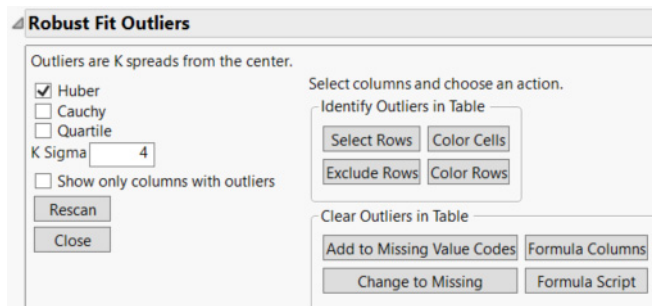 Robust Fit Outliers
Outliers are K spreads from the center.
Huber
Cauchy
Quartile
K Sigma 4
Show only columns with outliers
Rescan
Close
Select columns and choose an action.
Identify Outliers in Table
Select Rows Color Cells
Exclude Rows Color Rows
Clear Outliers in Table
Add to Missing Value Codes Formula Columns
Change to Missing Formula Script